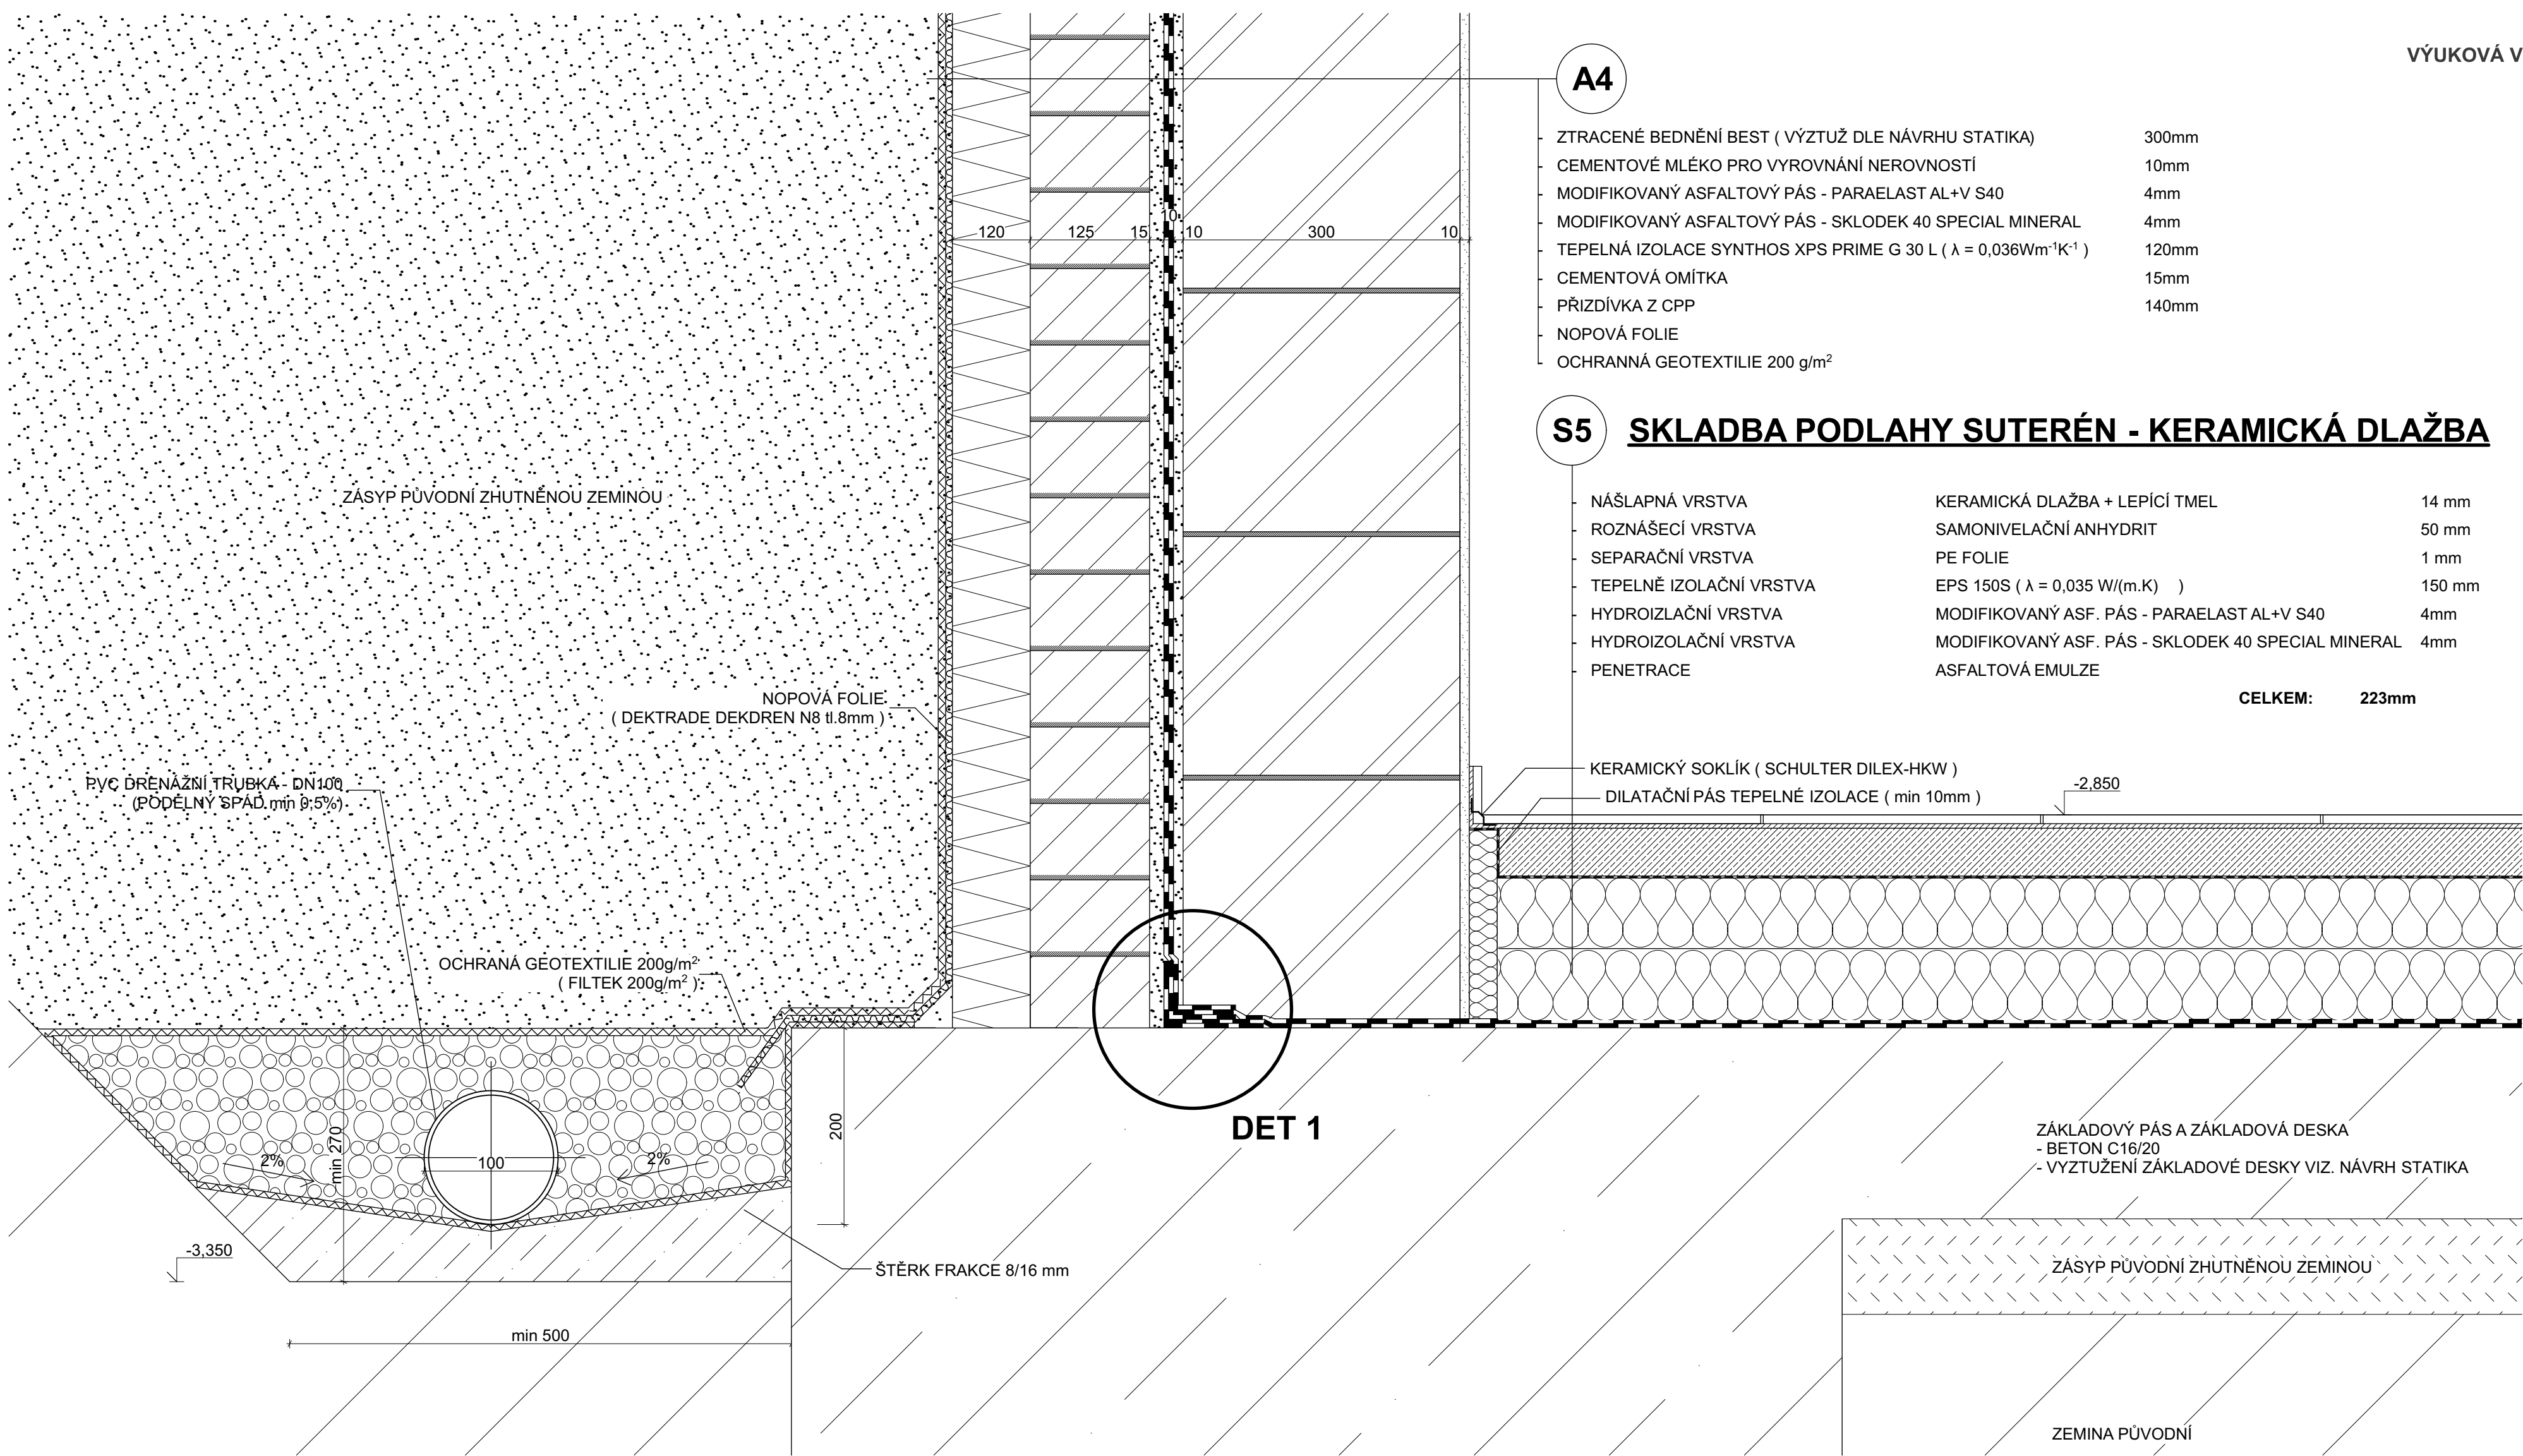 VÝUKOVÁ V
A4
ZTRACENÉ BEDNĚNÍ BEST ( VÝZTUŽ DLE NÁVRHU STATIKA) 300mm
CEMENTOVÉ MLÉKO PRO VYROVNÁNÍ NEROVNOSTÍ 10mm
MODIFIKOVANÝ ASFALTOVÝ PÁS - PARAELAST AL+V S40 4mm
MODIFIKOVANÝ ASFALTOVÝ PÁS - SKLODEK 40 SPECIAL MINERAL 4mm
TEPELNÁ IZOLACE SYNTHOS XPS PRIME G 30 L ( λ = 0,036Wm⁻¹K⁻¹ ) 120mm
CEMENTOVÁ OMÍTKA 15mm
PŘIZDÍVKA Z CPP 140mm
NOPOVÁ FOLIE
OCHRANNÁ GEOTEXTILIE 200 g/m²
10
120 125 15 10 300 10
S5 SKLADBA PODLAHY SUTERÉN - KERAMICKÁ DLAŽBA
NÁŠLAPNÁ VRSTVA KERAMICKÁ DLAŽBA + LEPÍCÍ TMEL 14 mm
ROZNÁŠECÍ VRSTVA SAMONIVELAČNÍ ANHYDRIT 50 mm
SEPARAČNÍ VRSTVA PE FOLIE 1 mm
TEPELNĚ IZOLAČNÍ VRSTVA EPS 150S ( λ = 0,035 W/(m.K) ) 150 mm
HYDROIZLAČNÍ VRSTVA MODIFIKOVANÝ ASF. PÁS - PARAELAST AL+V S40 4mm
HYDROIZOLAČNÍ VRSTVA MODIFIKOVANÝ ASF. PÁS - SKLODEK 40 SPECIAL MINERAL 4mm
PENETRACE ASFALTOVÁ EMULZE
CELKEM: 223mm
ZÁSYP PŮVODNÍ ZHUTNĚNOU ZEMINOU
NOPOVÁ FOLIE
( DEKTRADE DEKDREN N8 tl.8mm )
PVC DRENÁŽNÍ TRUBKA - DN100
(PODÉLNÝ SPÁD min 0,5%)
KERAMICKÝ SOKLÍK ( SCHULTER DILEX-HKW )
DILATAČNÍ PÁS TEPELNÉ IZOLACE ( min 10mm )
-2,850
OCHRANÁ GEOTEXTILIE 200g/m²
( FILTEK 200g/m² )
DET 1
200
min 270
2%
100
2%
-3,350
ŠTĚRK FRAKCE 8/16 mm
min 500
ZÁKLADOVÝ PÁS A ZÁKLADOVÁ DESKA
- BETON C16/20
- VYZTUŽENÍ ZÁKLADOVÉ DESKY VIZ. NÁVRH STATIKA
ZÁSYP PŮVODNÍ ZHUTNĚNOU ZEMINOU
ZEMINA PŮVODNÍ